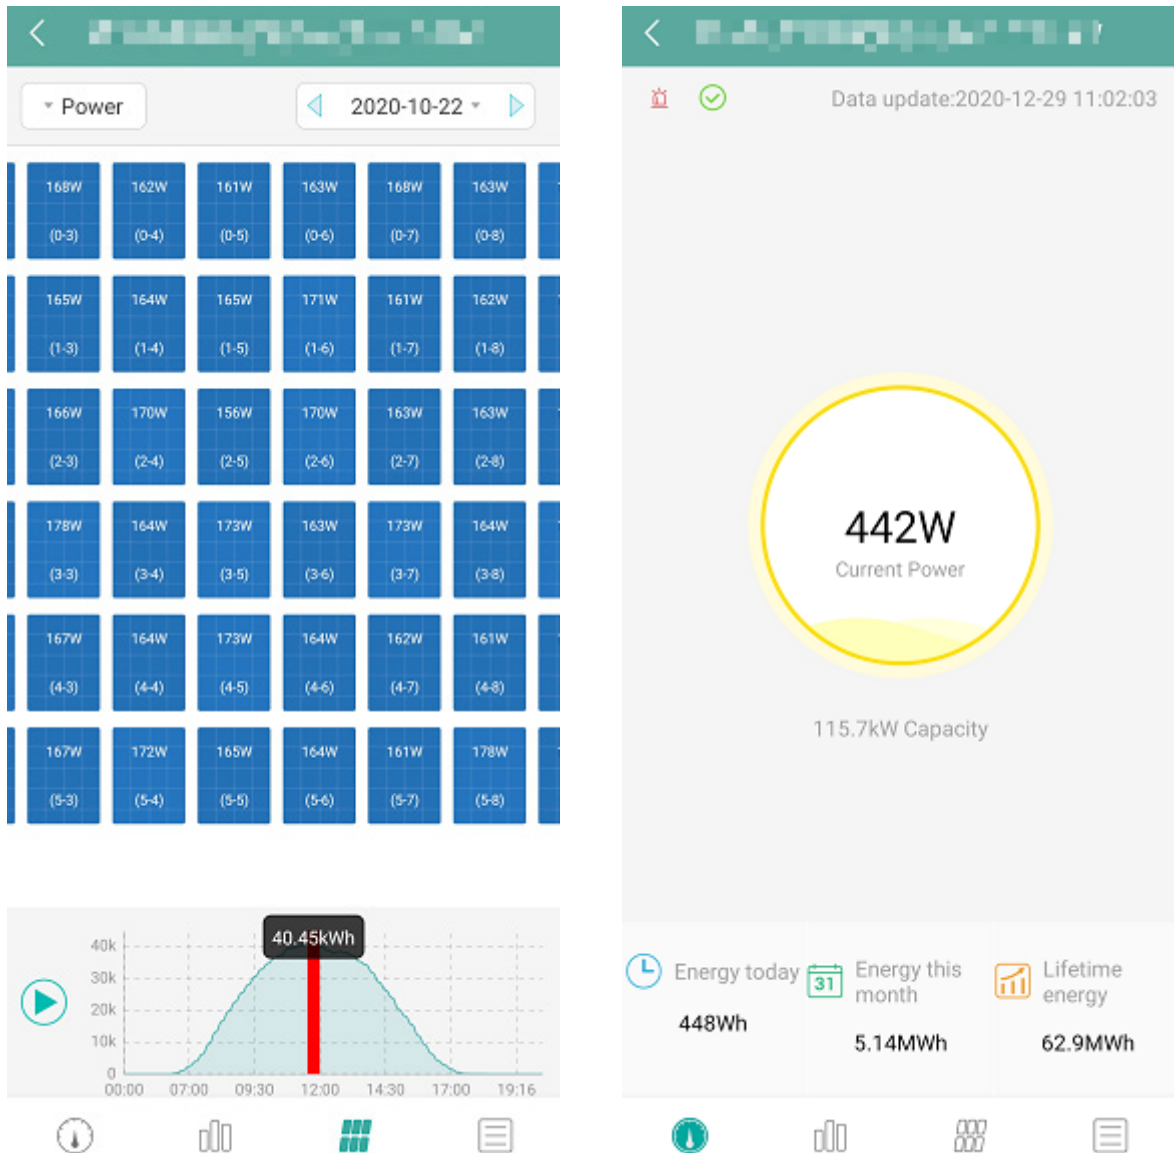 Power
2020-10-22
168W 162W 161W 163W 168W 163W
(0-3) (0-4) (0-5) (0-6) (0-7) (0-8)
165W 164W 165W 171W 161W 162W
(1-3) (1-4) (1-5) (1-6) (1-7) (1-8)
166W 170W 156W 170W 163W 163W
(2-3) (2-4) (2-5) (2-6) (2-7) (2-8)
178W 164W 173W 163W 173W 164W
(3-3) (3-4) (3-5) (3-6) (3-7) (3-8)
167W 164W 173W 164W 162W 161W
(4-3) (4-4) (4-5) (4-6) (4-7) (4-8)
167W 172W 165W 164W 161W 178W
(5-3) (5-4) (5-5) (5-6) (5-7) (5-8)
40.45kWh
40k
30k
20k
10k
0
00:00 07:00 09:30 12:00 14:30 17:00 19:16
Data update:2020-12-29 11:02:03
442W
Current Power
115.7kW Capacity
Energy today
448Wh
31
Energy this
month
5.14MWh
Lifetime
energy
62.9MWh